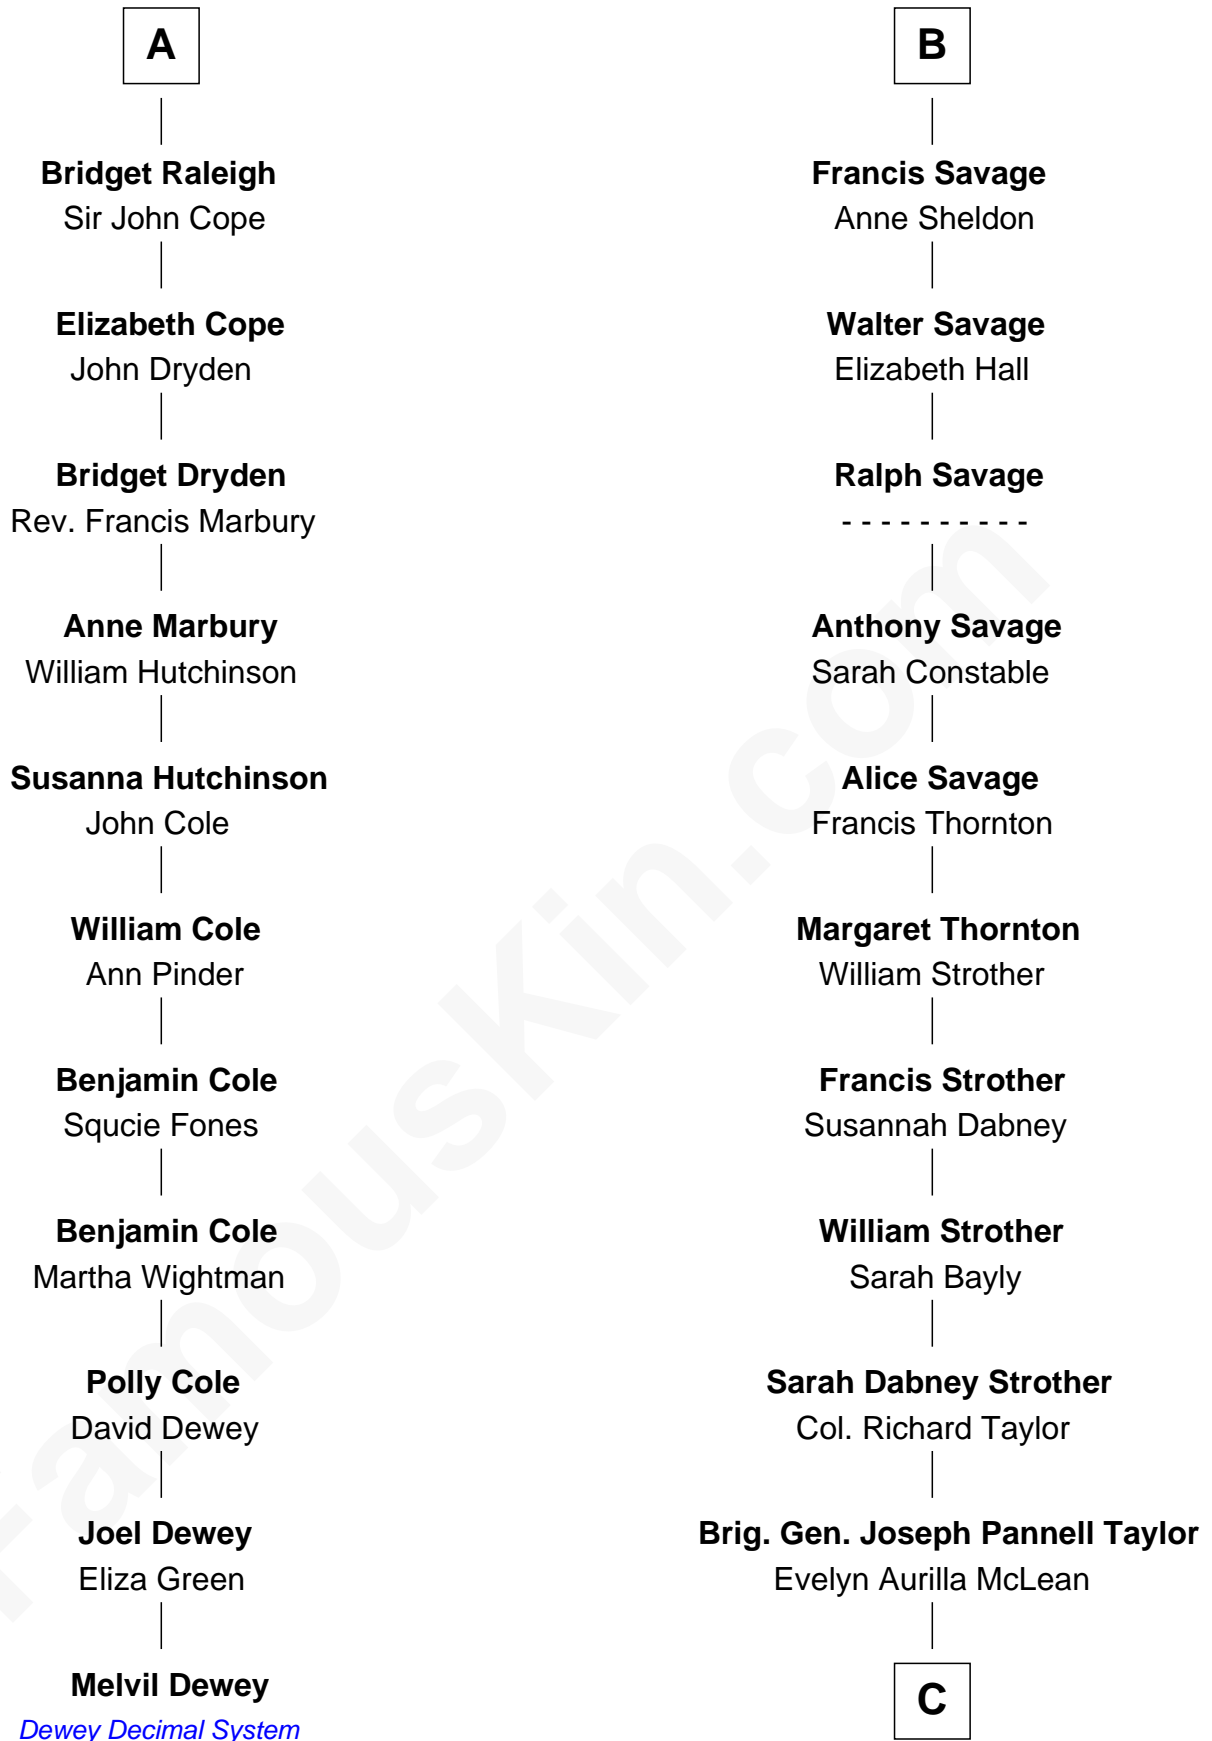 A
Bridget Raleigh
Sir John Cope
Elizabeth Cope
John Dryden
Bridget Dryden
Rev. Francis Marbury
Anne Marbury
William Hutchinson
Susanna Hutchinson
John Cole
William Cole
Ann Pinder
Benjamin Cole
Squcie Fones
Benjamin Cole
Martha Wightman
Polly Cole
David Dewey
Joel Dewey
Eliza Green
Melvil Dewey
Dewey Decimal System
B
Francis Savage
Anne Sheldon
Walter Savage
Elizabeth Hall
Ralph Savage
- - - - - - - - - -
Anthony Savage
Sarah Constable
Alice Savage
Francis Thornton
Margaret Thornton
William Strother
Francis Strother
Susannah Dabney
William Strother
Sarah Bayly
Sarah Dabney Strother
Col. Richard Taylor
Brig. Gen. Joseph Pannell Taylor
Evelyn Aurilla McLean
C
FamousKin.com